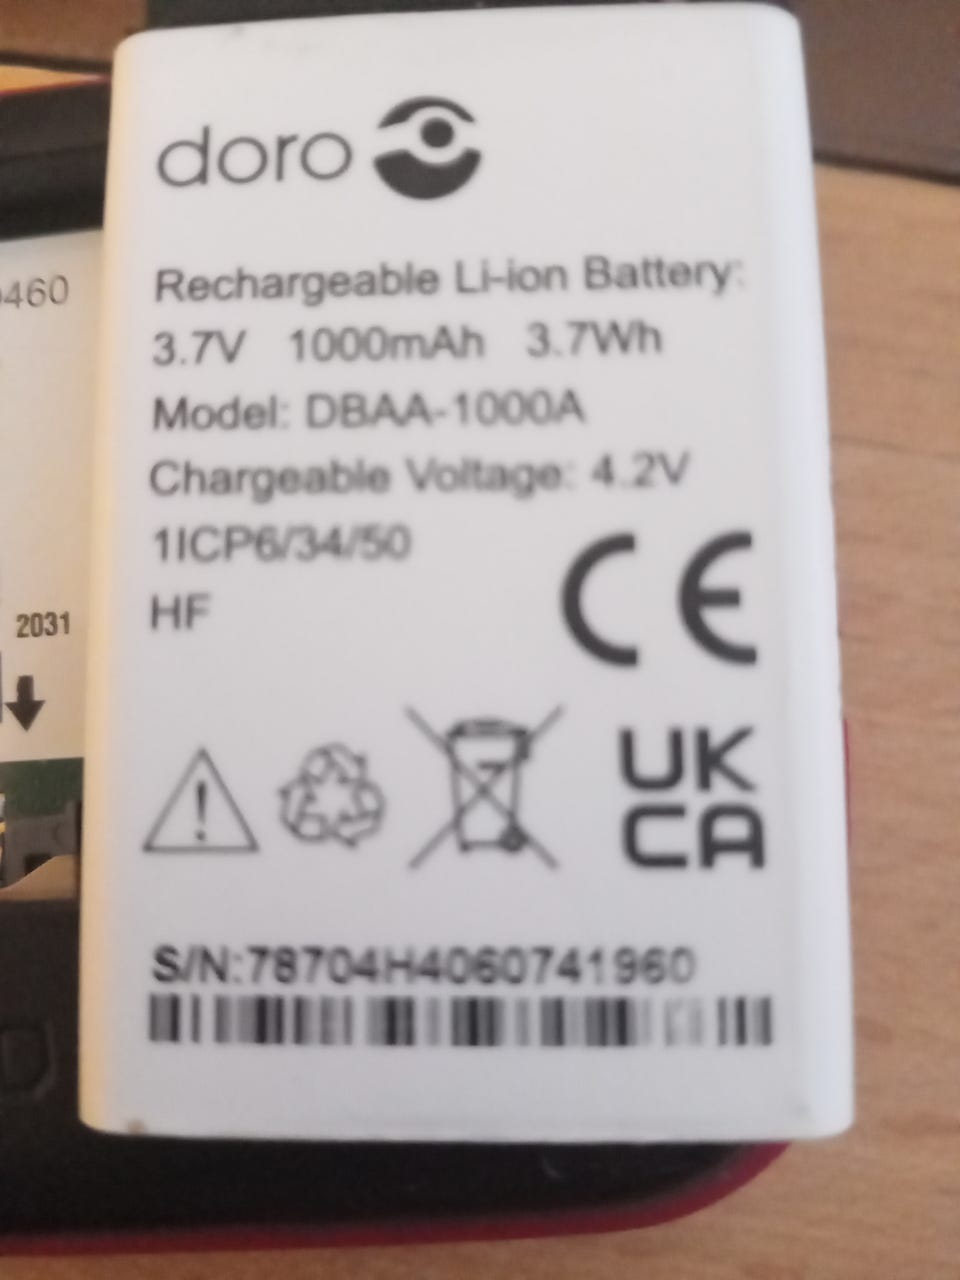 doro
Rechargeable Li-ion Battery:
3.7V 1000mAh 3.7Wh
Model: DBAA-1000A
Chargeable Voltage: 4.2V
1ICP6/34/50
HF
CE
UK
CA
S/N:78704H4060741960
460
2031